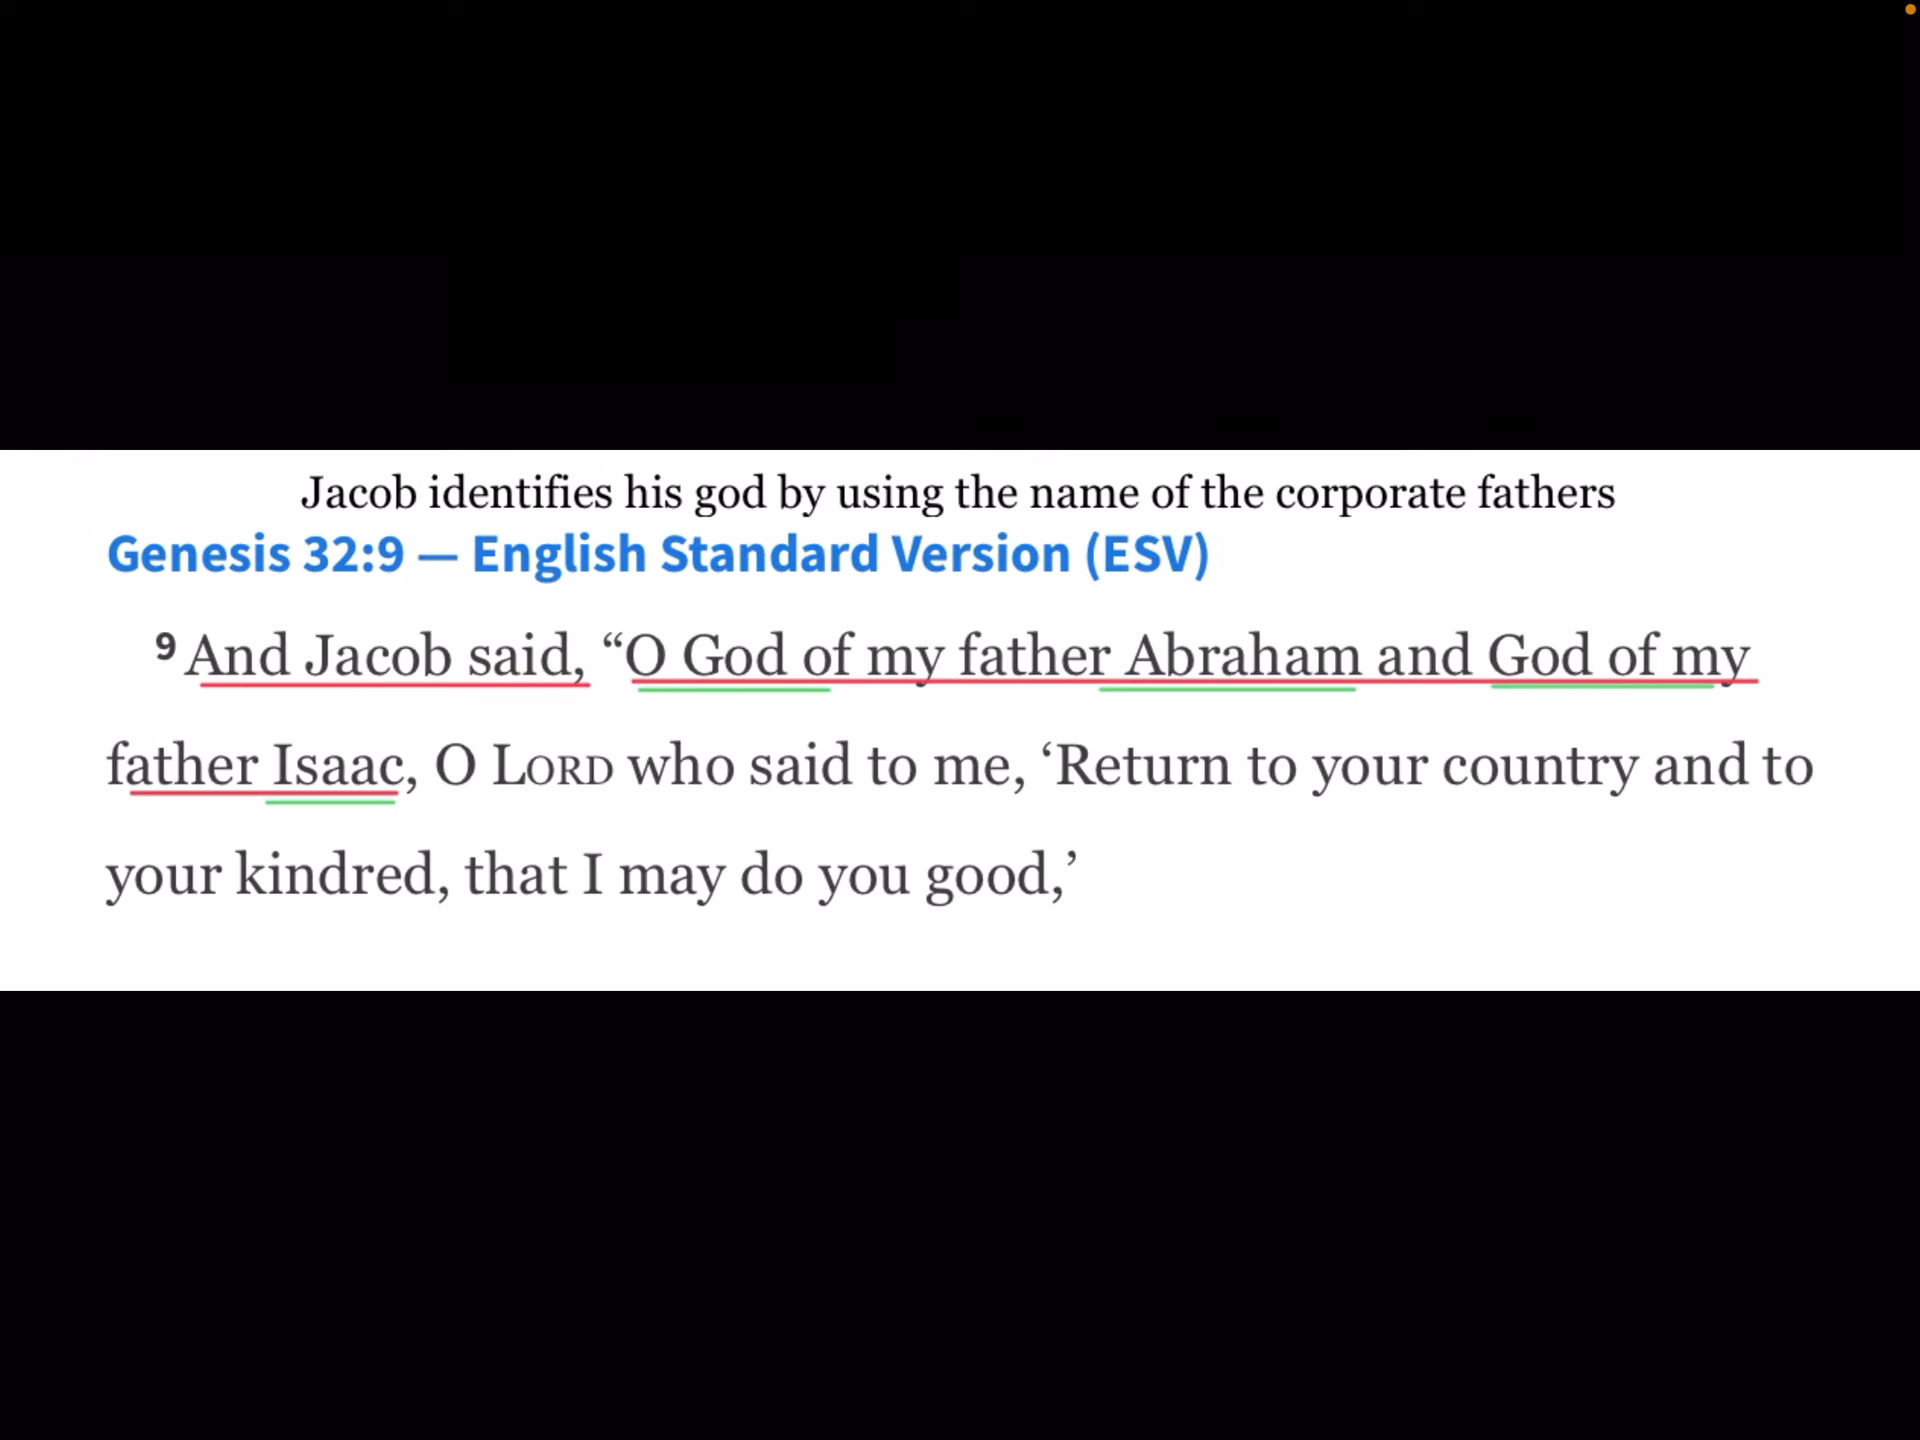 Jacob identifies his god by using the name of the corporate fathers
Genesis 32:9 — English Standard Version (ESV)
9 And Jacob said, “O God of my father Abraham and God of my
father Isaac, O LORD who said to me, ‘Return to your country and to
your kindred, that I may do you good,’